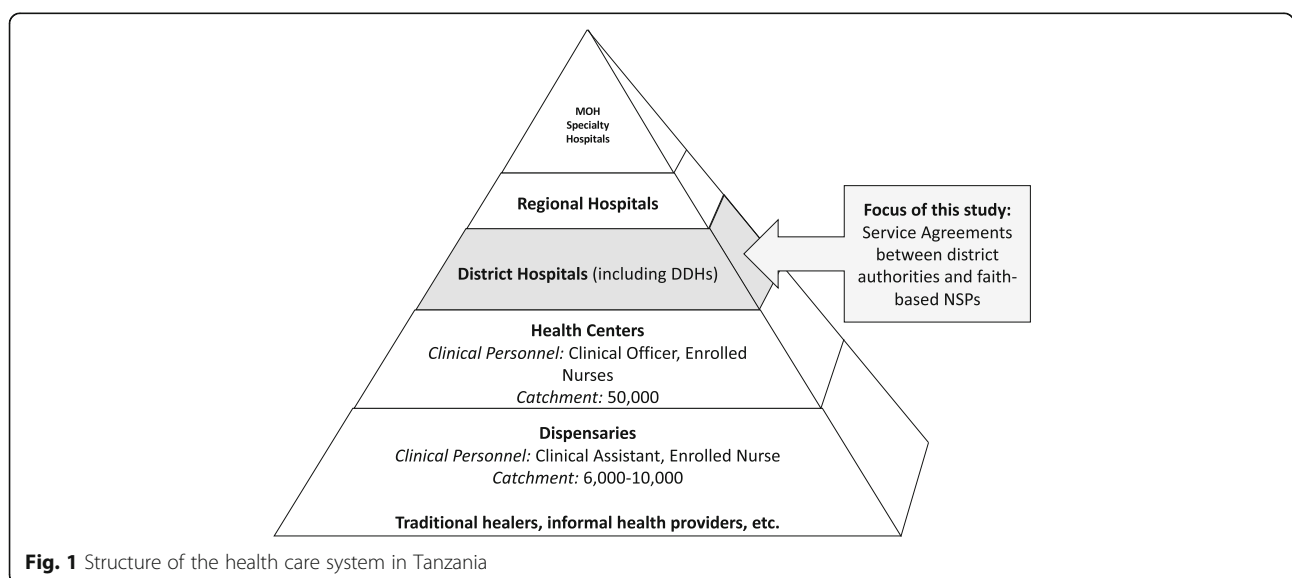 MOH
Specialty
Hospitals
Regional Hospitals
District Hospitals (including DDHs)
Focus of this study:
Service Agreements
between district
authorities and faith-
based NSPs
Health Centers
Clinical Personnel: Clinical Officer, Enrolled
Nurses
Catchment: 50,000
Dispensaries
Clinical Personnel: Clinical Assistant, Enrolled Nurse
Catchment: 6,000-10,000
Traditional healers, informal health providers, etc.
Fig. 1 Structure of the health care system in Tanzania